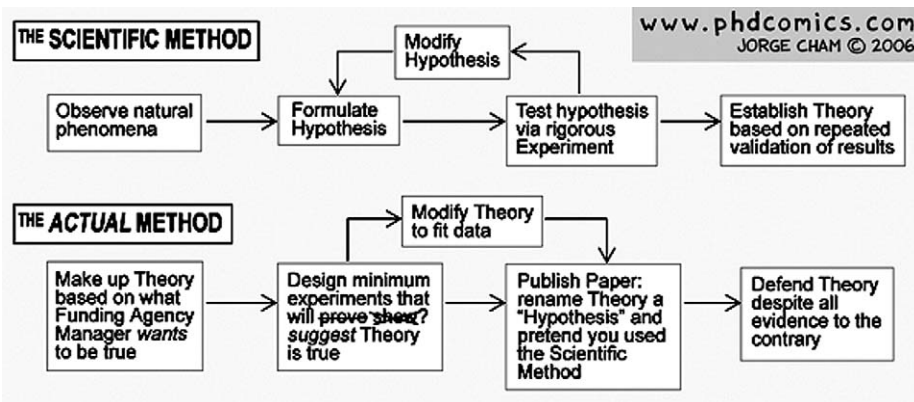 www.phdcomics.com
JORGE CHAM © 2006
THE SCIENTIFIC METHOD
Modify
Hypothesis
Observe natural
phenomena
Formulate
Hypothesis
Test hypothesis
via rigorous
Experiment
Establish Theory
based on repeated
validation of results
THE ACTUAL METHOD
Modify Theory
to fit data
Make up Theory
based on what
Funding Agency
Manager wants
to be true
Design minimum
experiments that
will prove show?
suggest Theory
is true
Publish Paper:
rename Theory a
“Hypothesis” and
pretend you used
the Scientific
Method
Defend Theory
despite all
evidence to the
contrary